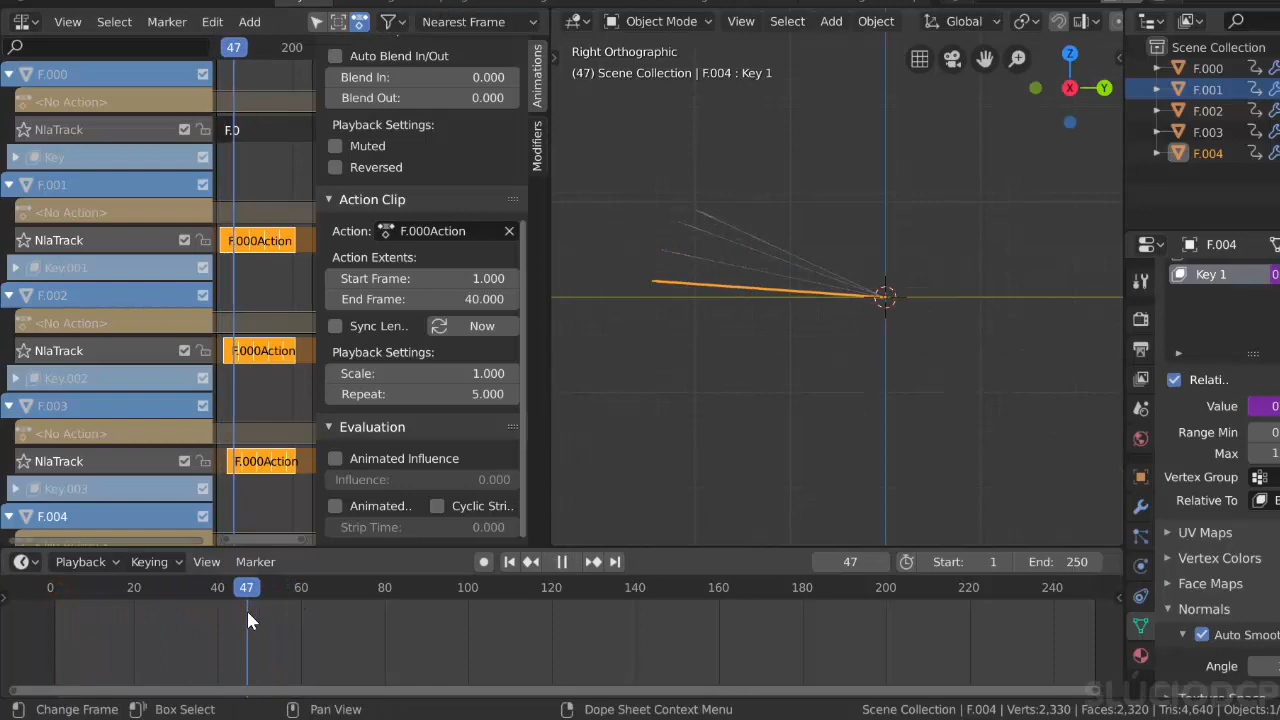 View Select Marker Edit Add Nearest Frame
47 200
F.000
<No Action>
NlaTrack
F.0
Key
F.001
<No Action>
NlaTrack
F.000Action
Key.001
F.002
<No Action>
NlaTrack
F.000Action
Key.002
F.003
<No Action>
NlaTrack
F.000Action
Key.003
F.004
Auto Blend In/Out
Blend In: 0.000
Blend Out: 0.000
Playback Settings:
Muted
Reversed
Action Clip
Action: F.000Action
Action Extents:
Start Frame: 1.000
End Frame: 40.000
Sync Len.. Now
Playback Settings:
Scale: 1.000
Repeat: 5.000
Evaluation
Animated Influence
Influence: 0.000
Animated.. Cyclic Stri..
Strip Time: 0.000
Animations
Modifiers
Object Mode View Select Add Object Global
Right Orthographic
(47) Scene Collection | F.004 : Key 1
Z
X Y
Scene Collection
F.000
F.001
F.002
F.003
F.004
F.004
Key 1
Relati..
Value 0
Range Min 0
Max 1
Vertex Group
Relative To
UV Maps
Vertex Colors
Face Maps
Normals
Auto Smoo
Angle
Playback Keying View Marker
47 Start: 1 End: 250
0 20 40 47 60 80 100 120 140 160 180 200 220 240
Change Frame Box Select Pan View Dope Sheet Context Menu Scene Collection | F.004 | Verts:2,330 | Faces:2,320 | Tris:4,640 | Objects:1/